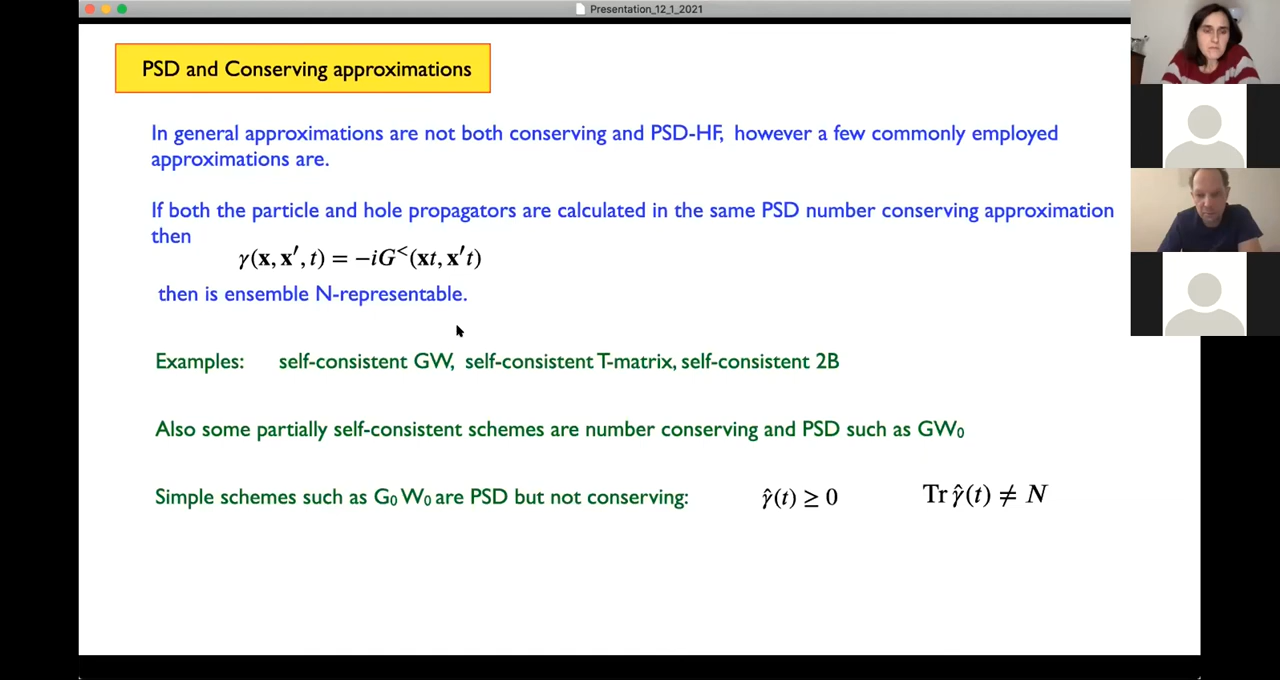 Presentation_12_1_2021
PSD and Conserving approximations
In general approximations are not both conserving and PSD-HF, however a few commonly employed
approximations are.
If both the particle and hole propagators are calculated in the same PSD number conserving approximation
then
γ(𝐱, 𝐱′, t) = −iG<(𝐱t, 𝐱′t)
then is ensemble N-representable.
Examples: self-consistent GW, self-consistent T-matrix, self-consistent 2B
Also some partially self-consistent schemes are number conserving and PSD such as GW₀
Simple schemes such as G₀ W₀ are PSD but not conserving: γ̂(t) ≥ 0 Tr γ̂(t) ≠ N